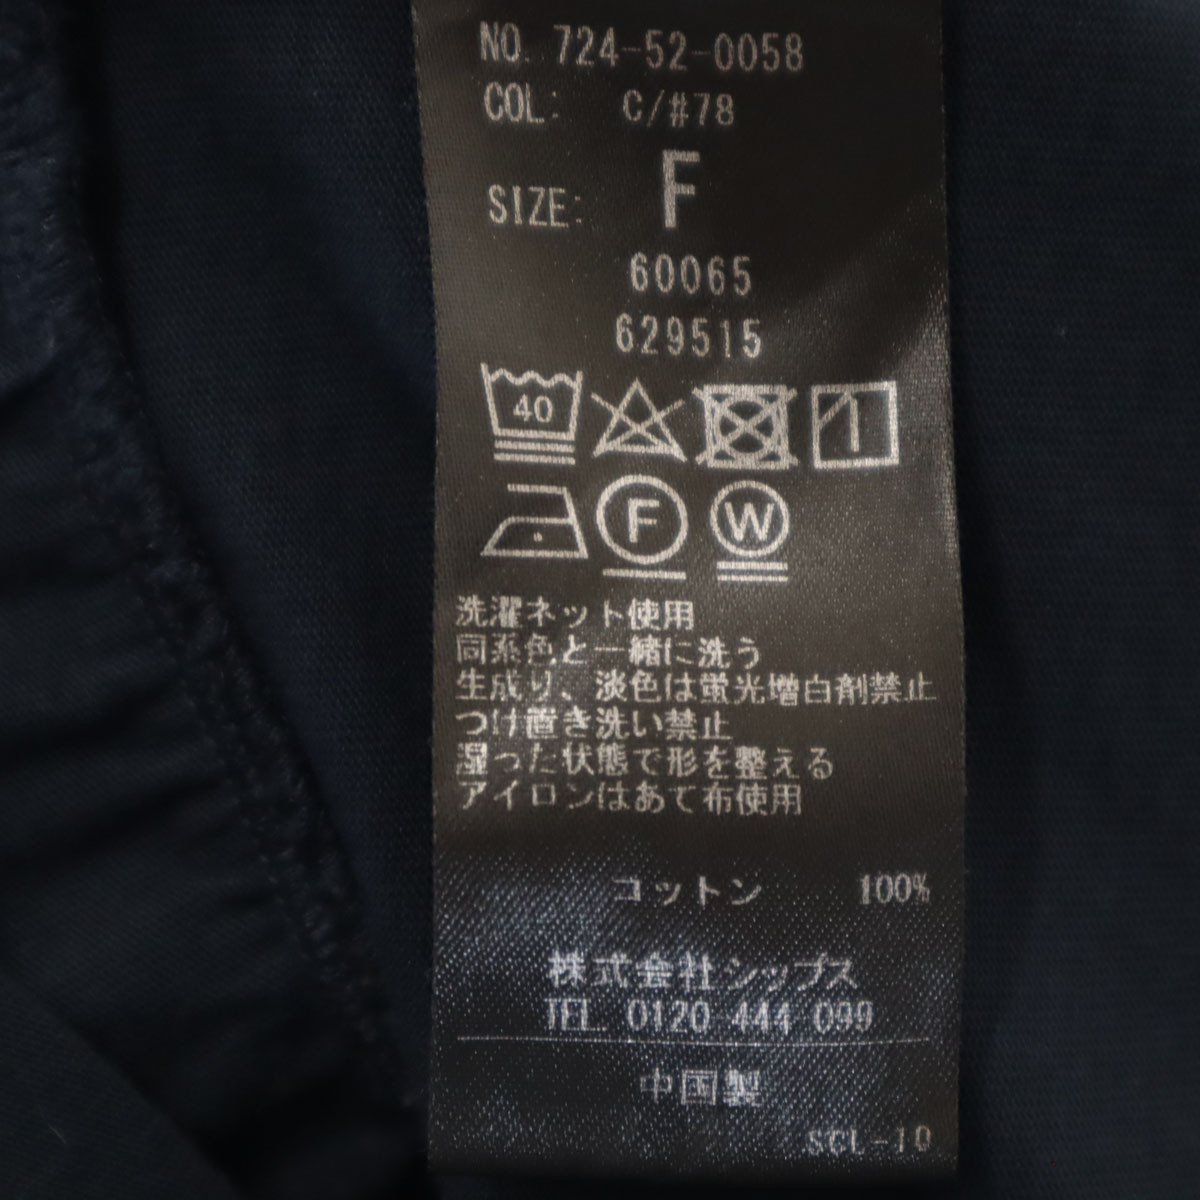 NO. 724-52-0058
COL: C/#78
SIZE: F
60065
629515
40
F W
洗濯ネット使用
同系色と一緒に洗う
生成り、淡色は蛍光増白剤禁止
つけ置き洗い禁止
湿った状態で形を整える
アイロンはあて布使用
コットン 100%
株式会社シップス
TEL 0120-444-099
中国製
SCL-10